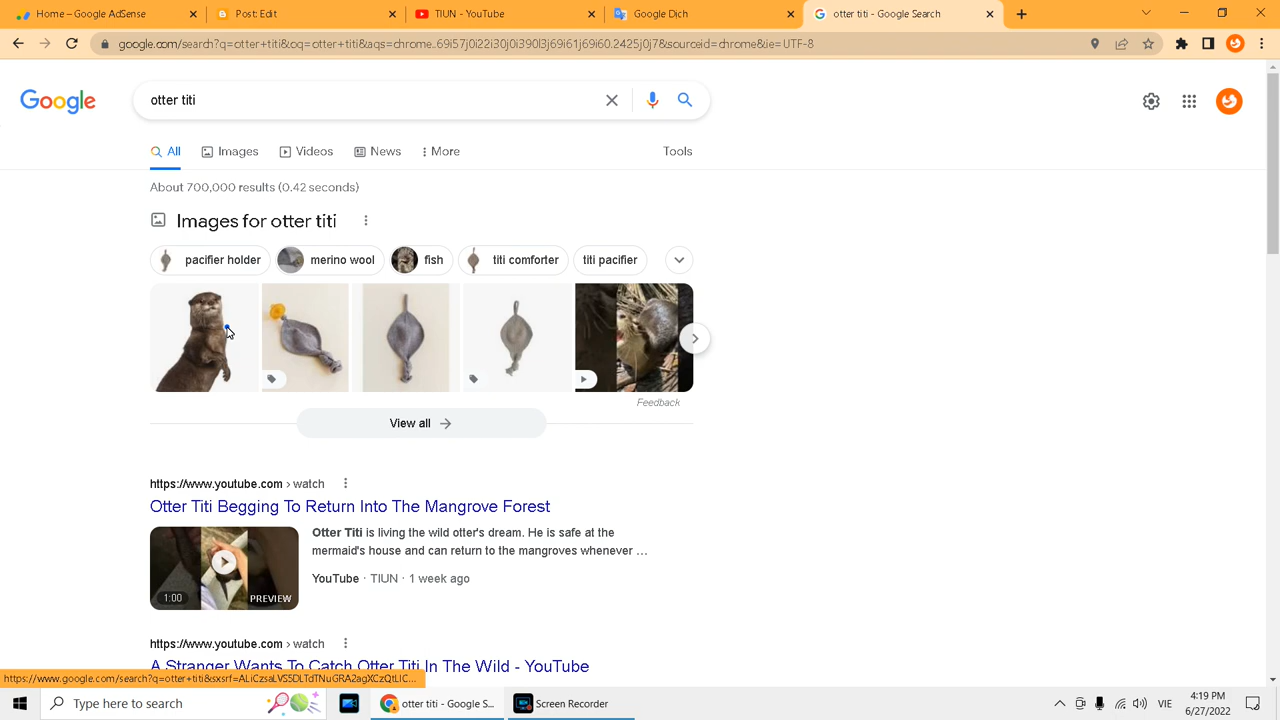 Home – Google AdSense
Post: Edit
TIUN - YouTube
Google Dịch
otter titi - Google Search
google.com/search?q=otter+titi&oq=otter+titi&aqs=chrome..69i57j0i32i30j0i390l3j69i61j69i60.2425j0j7&sourceid=chrome&ie=UTF-8
Google
otter titi
All
Images
Videos
News
More
Tools
About 700,000 results (0.42 seconds)
Images for otter titi
pacifier holder
merino wool
fish
titi comforter
titi pacifier
Feedback
View all
https://www.youtube.com › watch
Otter Titi Begging To Return Into The Mangrove Forest
Otter Titi is living the wild otter's dream. He is safe at the
mermaid's house and can return to the mangroves whenever ...
YouTube · TIUN · 1 week ago
1:00
PREVIEW
https://www.youtube.com › watch
A Stranger Wants To Catch Otter Titi In The Wild - YouTube
Type here to search
otter titi - Google S...
Screen Recorder
VIE
4:19 PM
6/27/2022